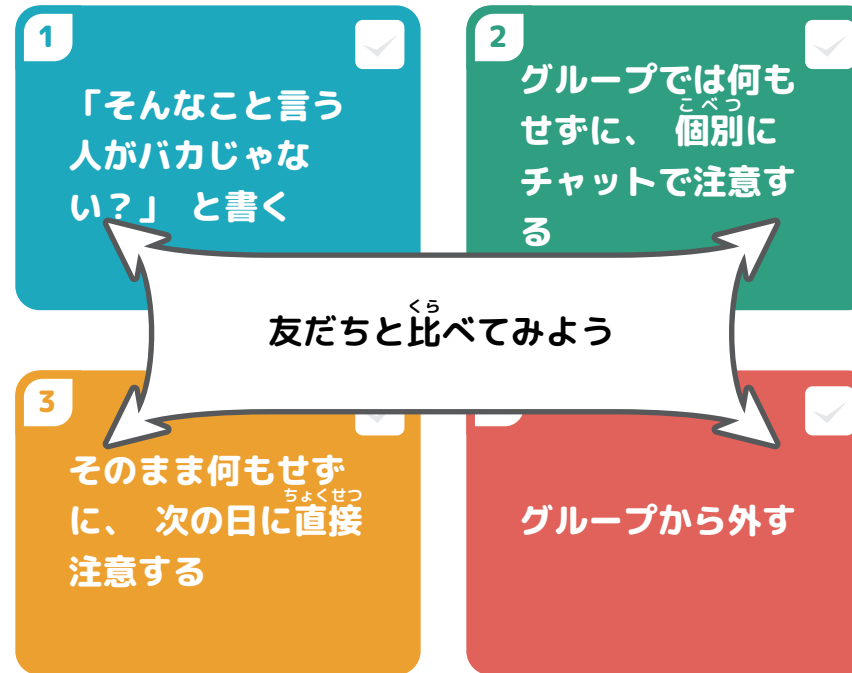 1
「そんなこと言う
人がバカじゃな
い？」 と書く
2
グループでは何も
せずに、 個別に
こべつ
チャットで注意す
る
友だちと比べてみよう
くら
3
そのまま何もせず
に、 次の日に直接
ちょくせつ
注意する
グループから外す